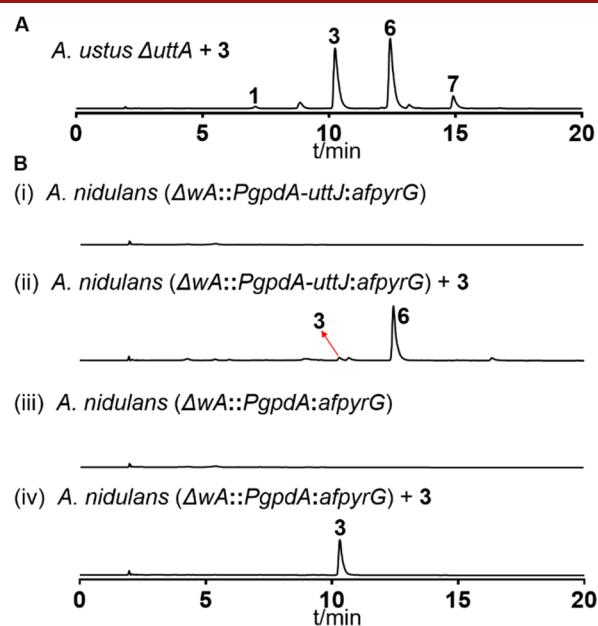 A
A. ustus ΔuttA + 3
1
3
6
7
0 5 10 15 20
t/min
B
(i) A. nidulans (ΔwA::PgpdA-uttJ:afpyrG)
(ii) A. nidulans (ΔwA::PgpdA-uttJ:afpyrG) + 3
3
6
(iii) A. nidulans (ΔwA::PgpdA:afpyrG)
(iv) A. nidulans (ΔwA::PgpdA:afpyrG) + 3
3
0 5 10 15 20
t/min